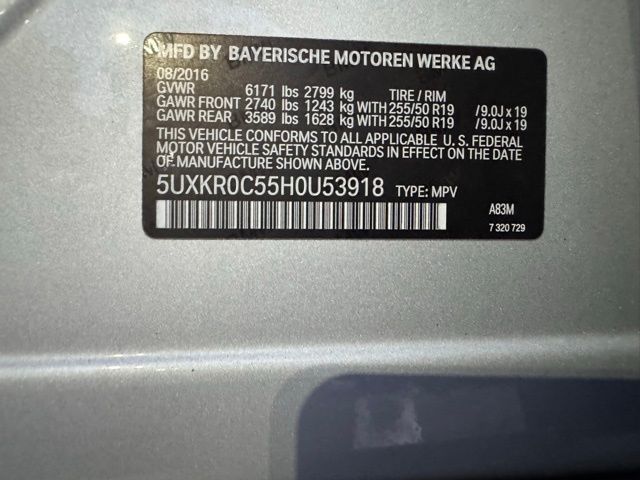 MFD BY BAYERISCHE MOTOREN WERKE AG
08/2016
GVWR 6171 lbs 2799 kg TIRE / RIM
GAWR FRONT 2740 lbs 1243 kg WITH 255/50 R19 /9.0J x 19
GAWR REAR 3589 lbs 1628 kg WITH 255/50 R19 /9.0J x 19
THIS VEHICLE CONFORMS TO ALL APPLICABLE U. S. FEDERAL
MOTOR VEHICLE SAFETY STANDARDS IN EFFECT ON THE DATE
OF MANUFACTURE SHOWN ABOVE.
5UXKR0C55H0U53918 TYPE: MPV
A83M
7 320 729